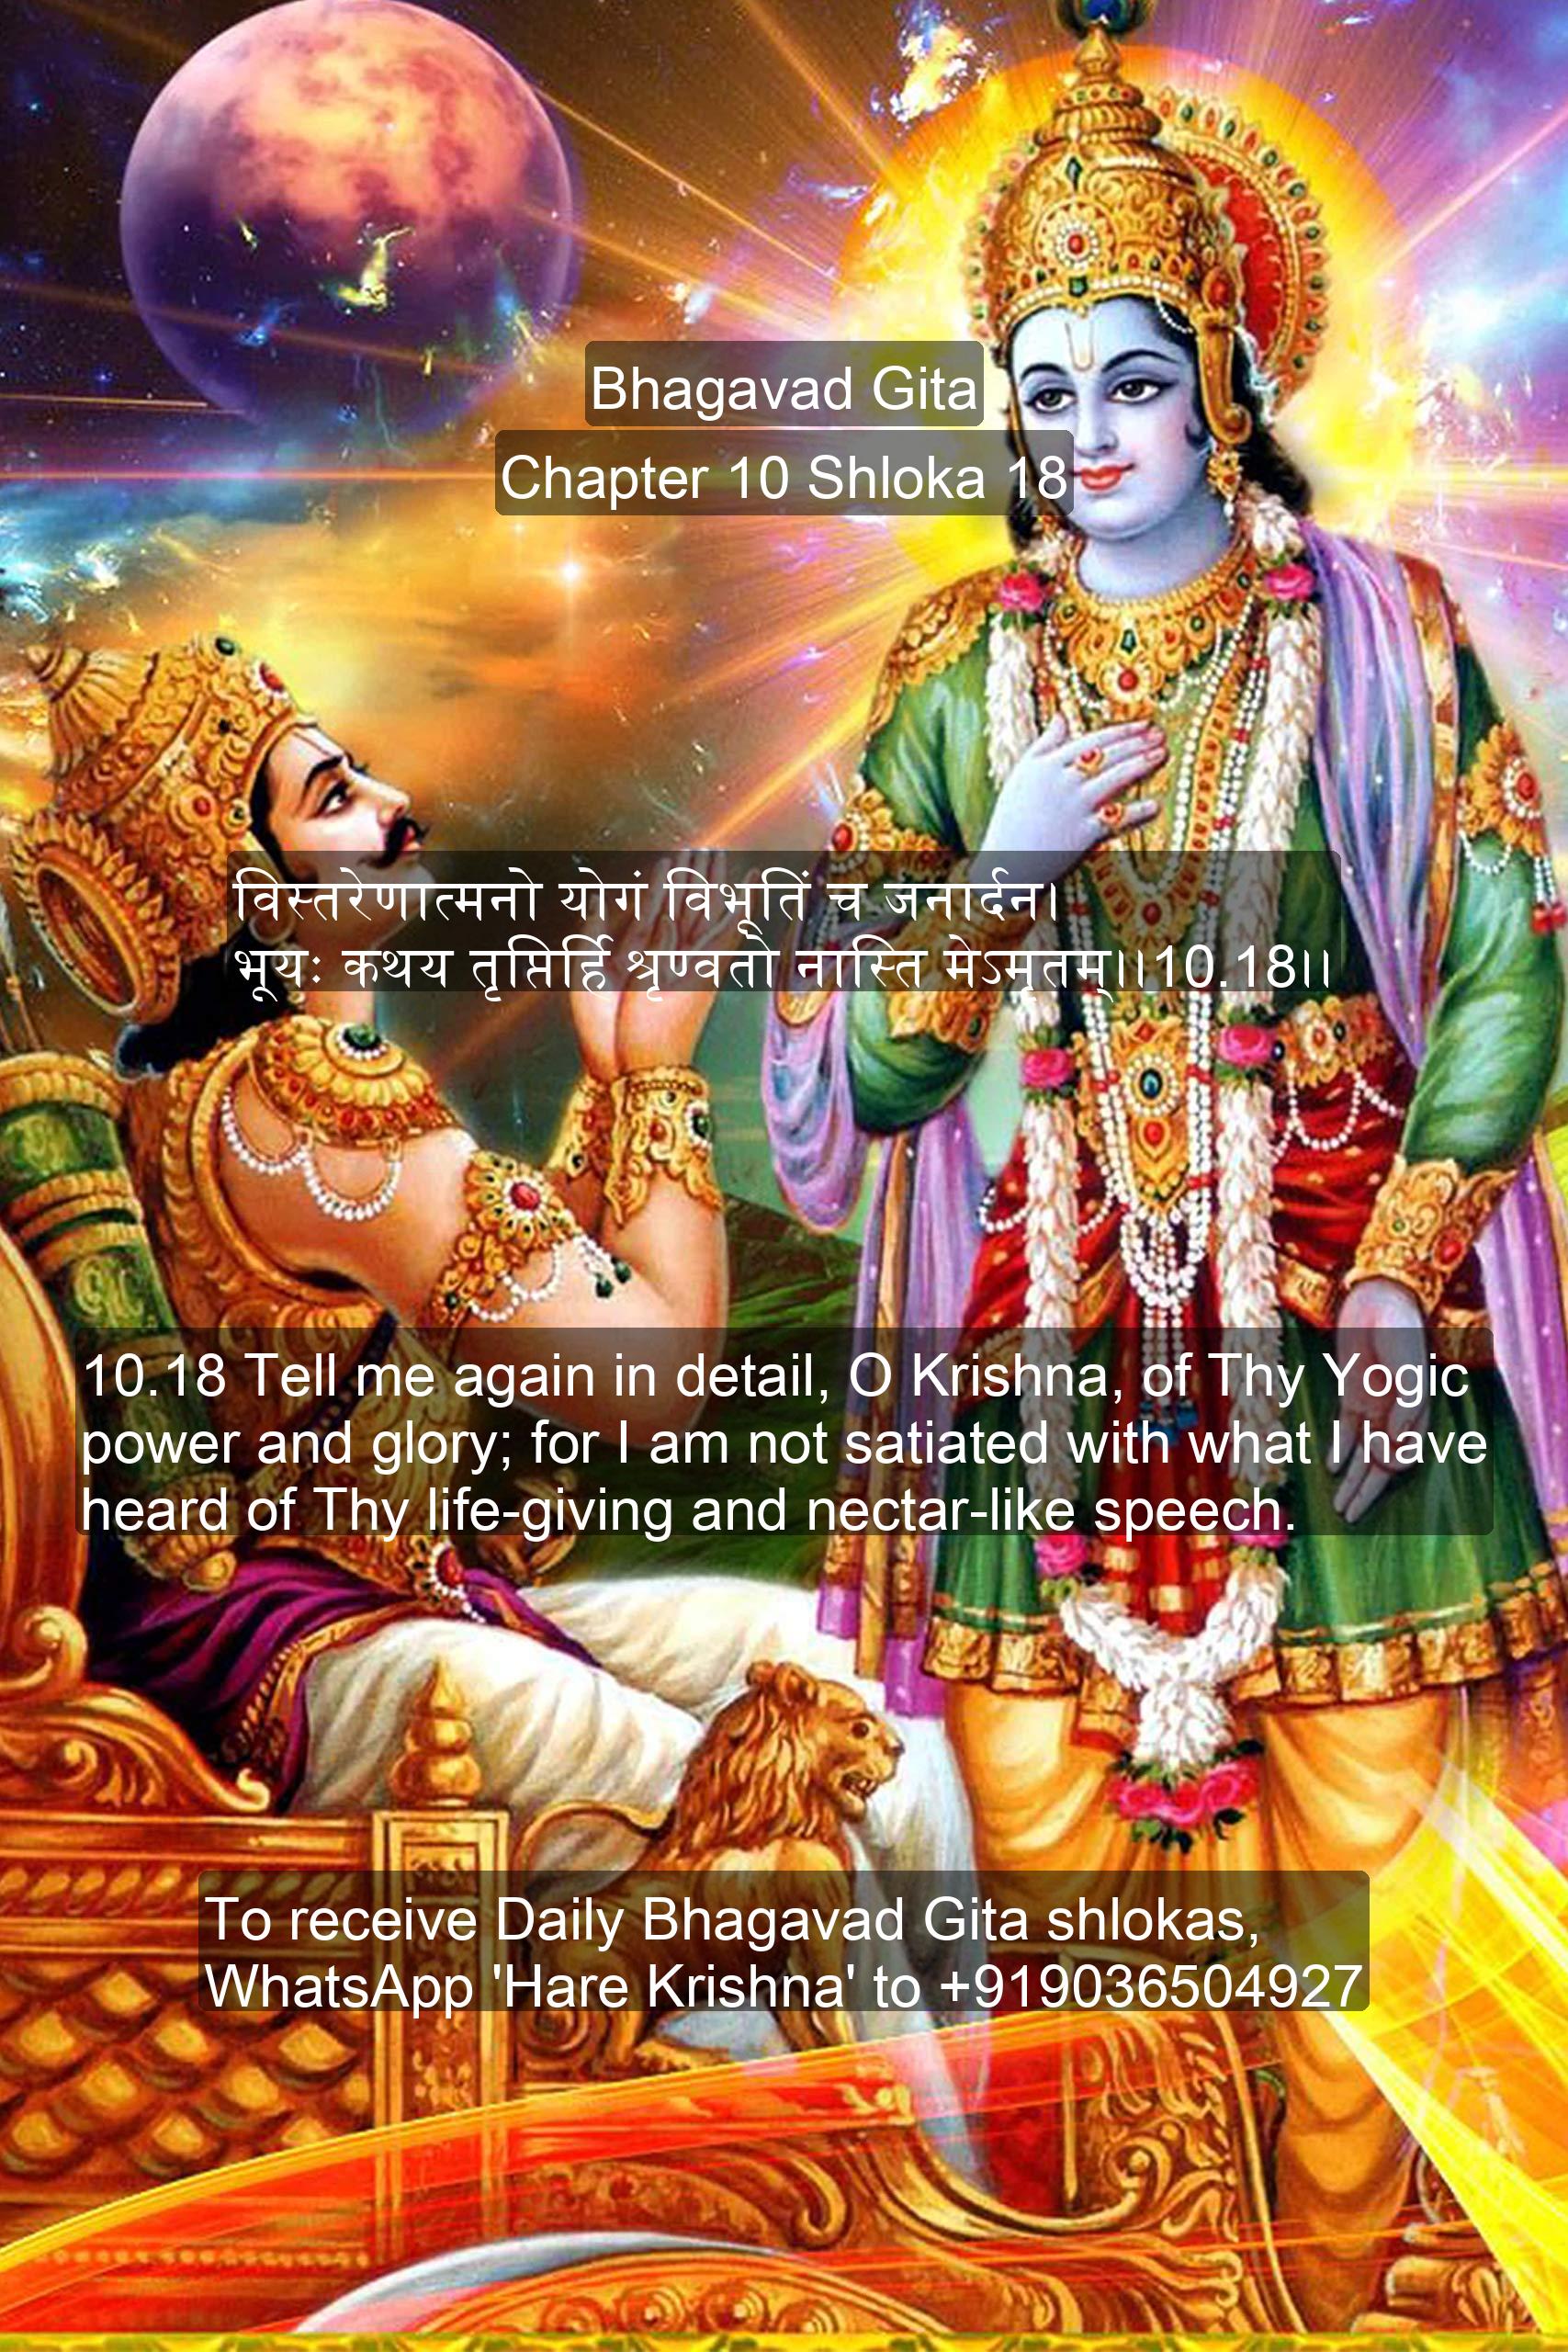 Bhagavad Gita
Chapter 10 Shloka 18
विस्तरेणात्मनो योगं विभूतिं च जनार्दन।
भूयः कथय तृप्तिर्हि श्रृण्वतो नास्ति मेऽमृतम्।।10.18।।
10.18 Tell me again in detail, O Krishna, of Thy Yogic
power and glory; for I am not satiated with what I have
heard of Thy life-giving and nectar-like speech.
To receive Daily Bhagavad Gita shlokas,
WhatsApp 'Hare Krishna' to +919036504927